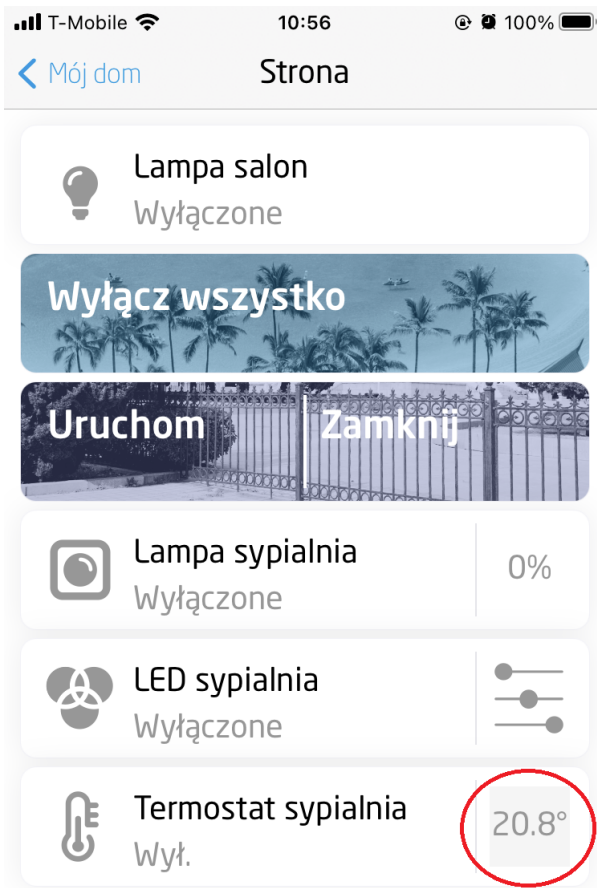 T-Mobile 10:56 100%
Mój dom Strona
Lampa salon
Wyłączone
Wyłącz wszystko
Uruchom Zamknij
Lampa sypialnia
Wyłączone
0%
LED sypialnia
Wyłączone
Termostat sypialnia
Wył.
20.8°